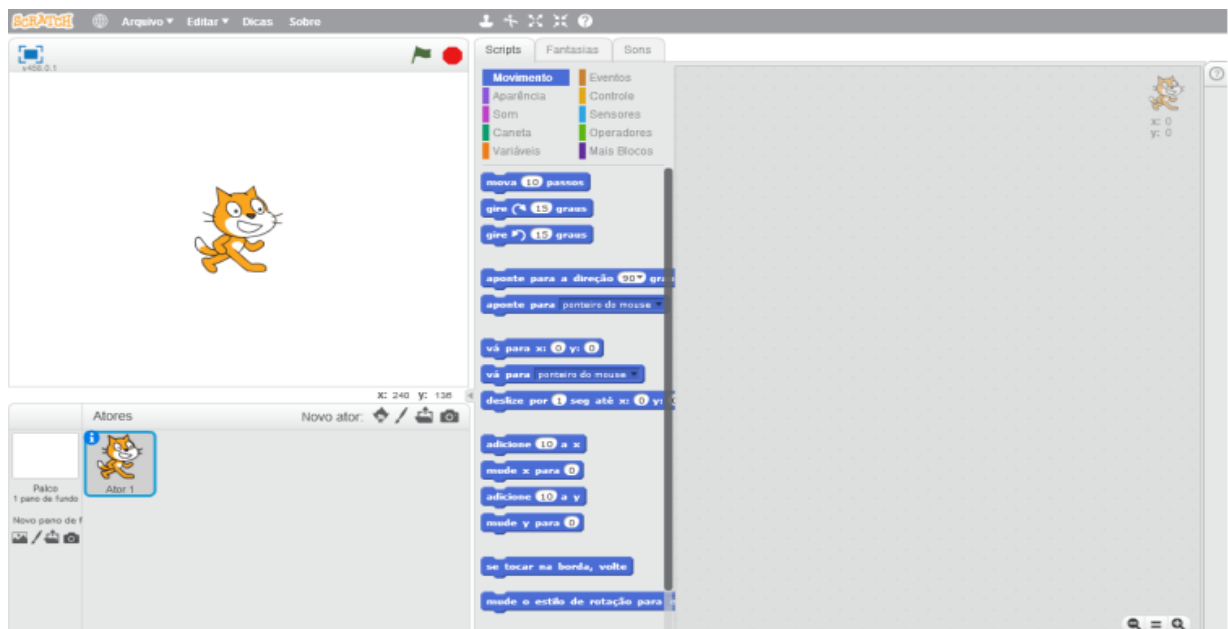 SCRATCH Arquivo Editar Dicas Sobre
v456.0.1
x: 240 y: 136
Atores Novo ator:
Palco
1 pano de fundo
Ator 1
Novo pano de f
Scripts Fantasias Sons
Movimento Eventos
Aparência Controle
Som Sensores
Caneta Operadores
Variáveis Mais Blocos
mova 10 passos
gire 15 graus
gire 15 graus
aponte para a direção 90 gra
aponte para ponteiro do mouse
vá para x: 0 y: 0
vá para ponteiro do mouse
deslize por 1 seg até x: 0 y:
adicione 10 a x
mude x para 0
adicione 10 a y
mude y para 0
se tocar na borda, volte
mude o estilo de rotação para
x: 0
y: 0